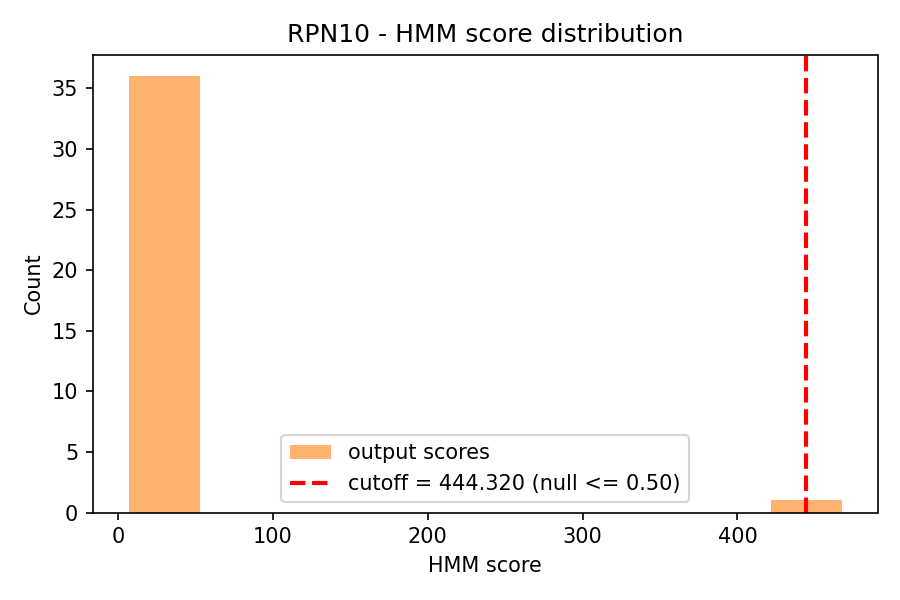 RPN10 - HMM score distribution
Count
35
30
25
20
15
10
5
0
output scores
cutoff = 444.320 (null <= 0.50)
0 100 200 300 400
HMM score